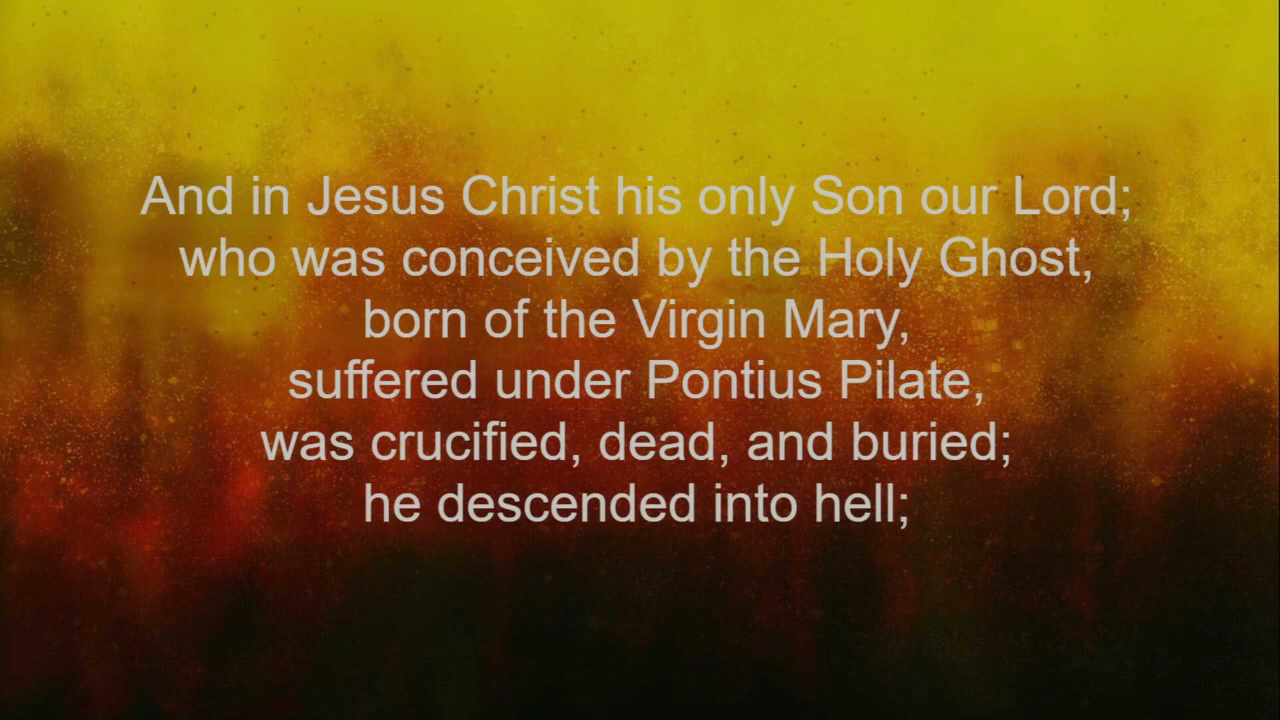 And in Jesus Christ his only Son our Lord;
who was conceived by the Holy Ghost,
born of the Virgin Mary,
suffered under Pontius Pilate,
was crucified, dead, and buried;
he descended into hell;